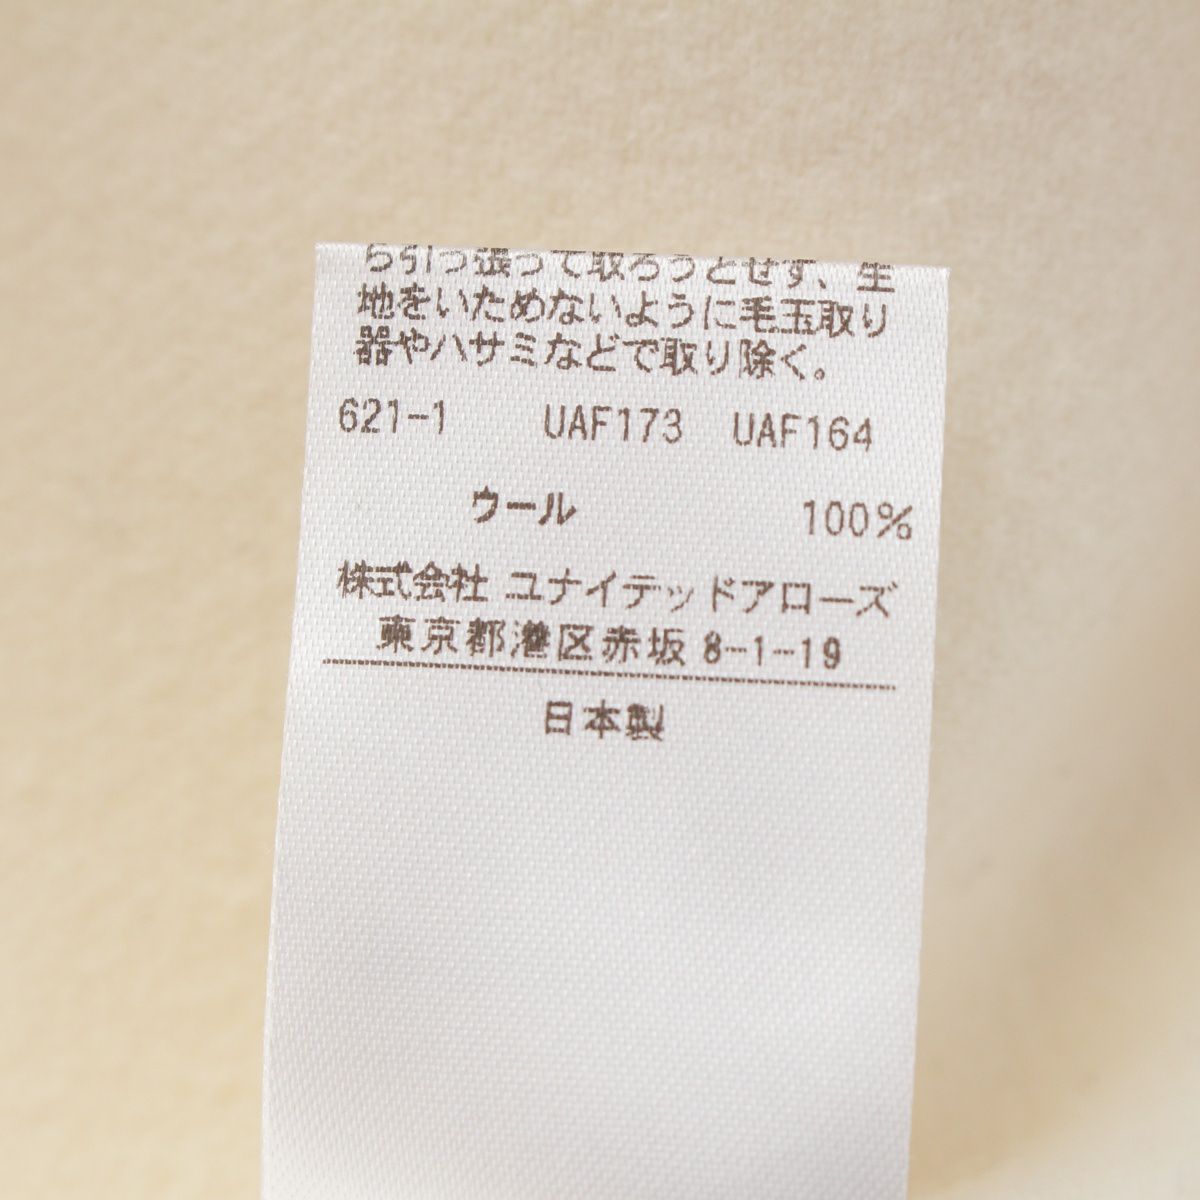 ら引っ張って取ろうとせず、生
地をいためないように毛玉取り
器やハサミなどで取り除く。
621-1 UAF173 UAF164
ウール 100%
株式会社 ユナイテッドアローズ
東京都港区赤坂 8-1-19
日本製